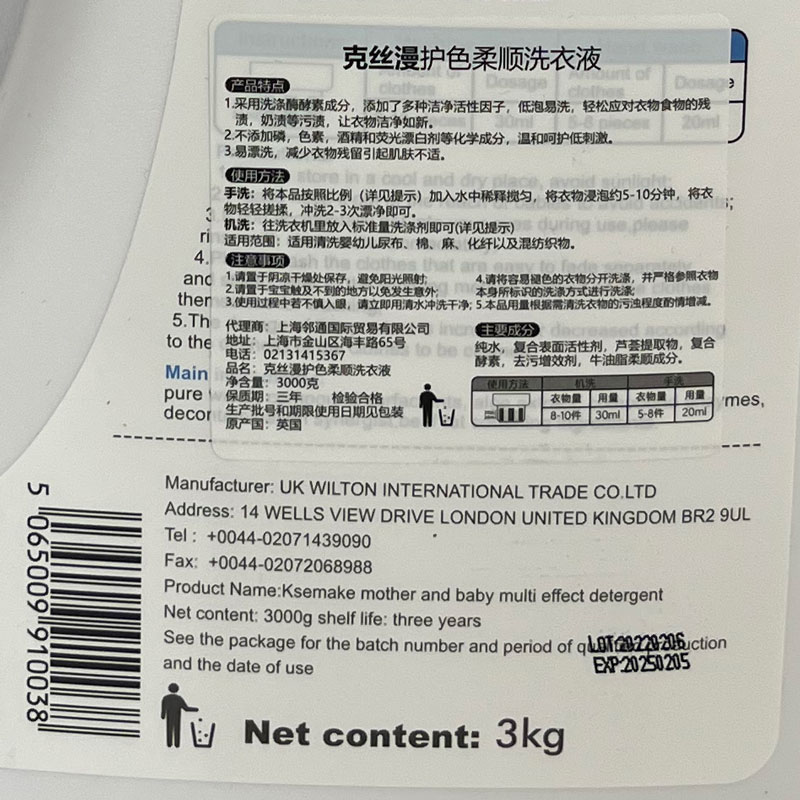 克丝漫护色柔顺洗衣液
产品特点
1.采用洗涤酶酵素成分，添加了多种洁净活性因子，低泡易洗，轻松应对衣物食物的残
渍，奶渍等污渍，让衣物洁净如新。
2.不添加磷，色素，酒精和荧光漂白剂等化学成分，温和呵护低刺激。
3.易漂洗，减少衣物残留引起肌肤不适。
使用方法
手洗：将本品按照比例（详见提示）加入水中稀释搅匀，将衣物浸泡约5-10分钟，将衣
物轻轻搓揉，冲洗2-3次漂净即可。
机洗：往洗衣机里放入标准量洗涤剂即可(详见提示)
适用范围：适用清洗婴幼儿尿布、棉、麻、化纤以及混纺织物。
注意事项
1.请置于阴凉干燥处保存，避免阳光照射;
2.请置于宝宝触及不到的地方以免发生意外;
3.使用过程中若不慎入眼，请立即用清水冲洗干净;
4.请将容易褪色的衣物分开洗涤，并严格参照衣物
本身所标识的洗涤方式进行洗涤;
5.本品用量根据需清洗衣物的污浊程度酌情增减。
代理商：上海邻通国际贸易有限公司
地址：上海市金山区海丰路65号
电话：02131415367
品名：克丝漫护色柔顺洗衣液
净含量：3000克
保质期：三年 检验合格
生产批号和期限使用日期见包装
原产国：英国
主要成分
纯水，复合表面活性剂，芦荟提取物，复合
酵素，去污增效剂，牛油脂柔顺成分。
使用方法 机洗 手洗
衣物量 用量 衣物量 用量
8-10件 30ml 5-8件 20ml
4.
and
then
5.Th
to the
Main
pure
decon
ymes,
Manufacturer: UK WILTON INTERNATIONAL TRADE CO.LTD
Address: 14 WELLS VIEW DRIVE LONDON UNITED KINGDOM BR2 9UL
Tel : +0044-02071439090
Fax: +0044-02072068988
Product Name:Ksemake mother and baby multi effect detergent
Net content: 3000g shelf life: three years
See the package for the batch number and period of
LOT:20220206
EXP:20250205
and the date of use
5 065009 910038
Net content: 3kg